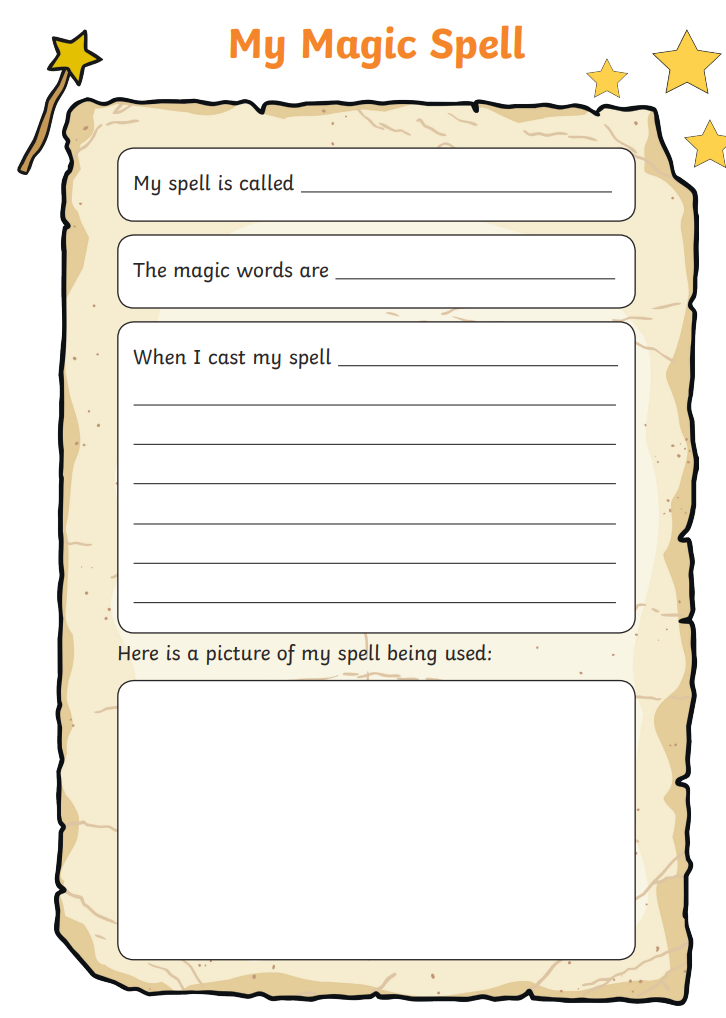 My Magic Spell
My spell is called
The magic words are
When I cast my spell
Here is a picture of my spell being used: